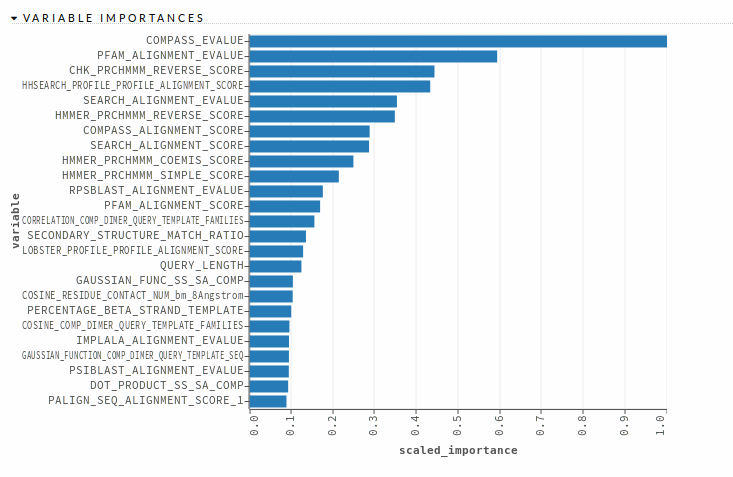 VARIABLE IMPORTANCES
variable
COMPASS_EVALUE
PFAM_ALIGNMENT_EVALUE
CHK_PRCHMMM_REVERSE_SCORE
HHSEARCH_PROFILE_PROFILE_ALIGNMENT_SCORE
SEARCH_ALIGNMENT_EVALUE
HMMER_PRCHMMM_REVERSE_SCORE
COMPASS_ALIGNMENT_SCORE
SEARCH_ALIGNMENT_SCORE
HMMER_PRCHMMM_COEMIS_SCORE
HMMER_PRCHMMM_SIMPLE_SCORE
RPSBLAST_ALIGNMENT_EVALUE
PFAM_ALIGNMENT_SCORE
CORRELATION_COMP_DIMER_QUERY_TEMPLATE_FAMILIES
SECONDARY_STRUCTURE_MATCH_RATIO
LOBSTER_PROFILE_PROFILE_ALIGNMENT_SCORE
QUERY_LENGTH
GAUSSIAN_FUNC_SS_SA_COMP
COSINE_RESIDUE_CONTACT_NUM_bm_8Angstrom
PERCENTAGE_BETA_STRAND_TEMPLATE
COSINE_COMP_DIMER_QUERY_TEMPLATE_FAMILIES
IMPLALA_ALIGNMENT_EVALUE
GAUSSIAN_FUNCTION_COMP_DIMER_QUERY_TEMPLATE_SEQ
PSIBLAST_ALIGNMENT_EVALUE
DOT_PRODUCT_SS_SA_COMP
PALIGN_SEQ_ALIGNMENT_SCORE_1
0.0 0.1 0.2 0.3 0.4 0.5 0.6 0.7 0.8 0.9 1.0
scaled_importance